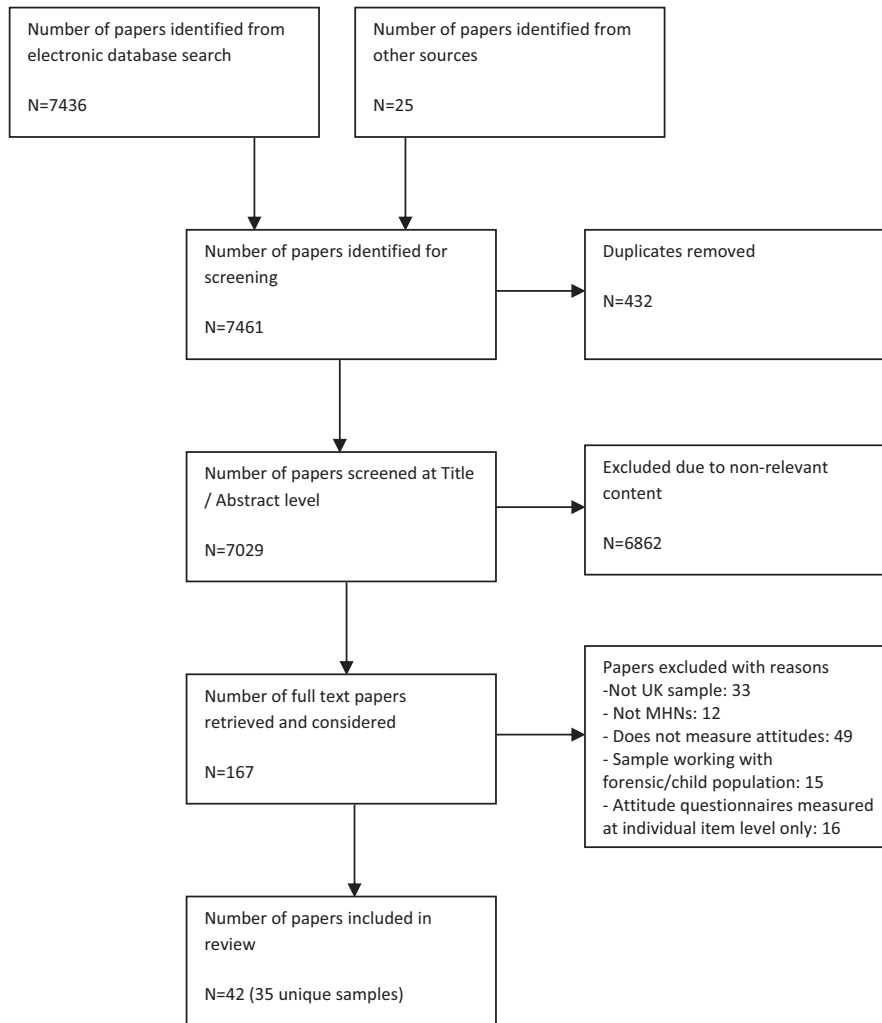 Number of papers identified from
electronic database search
N=7436
Number of papers identified from
other sources
N=25
Number of papers identified for
screening
N=7461
Duplicates removed
N=432
Number of papers screened at Title
/ Abstract level
N=7029
Excluded due to non-relevant
content
N=6862
Number of full text papers
retrieved and considered
N=167
Papers excluded with reasons
-Not UK sample: 33
- Not MHNs: 12
- Does not measure attitudes: 49
- Sample working with
forensic/child population: 15
- Attitude questionnaires measured
at individual item level only: 16
Number of papers included in
review
N=42 (35 unique samples)